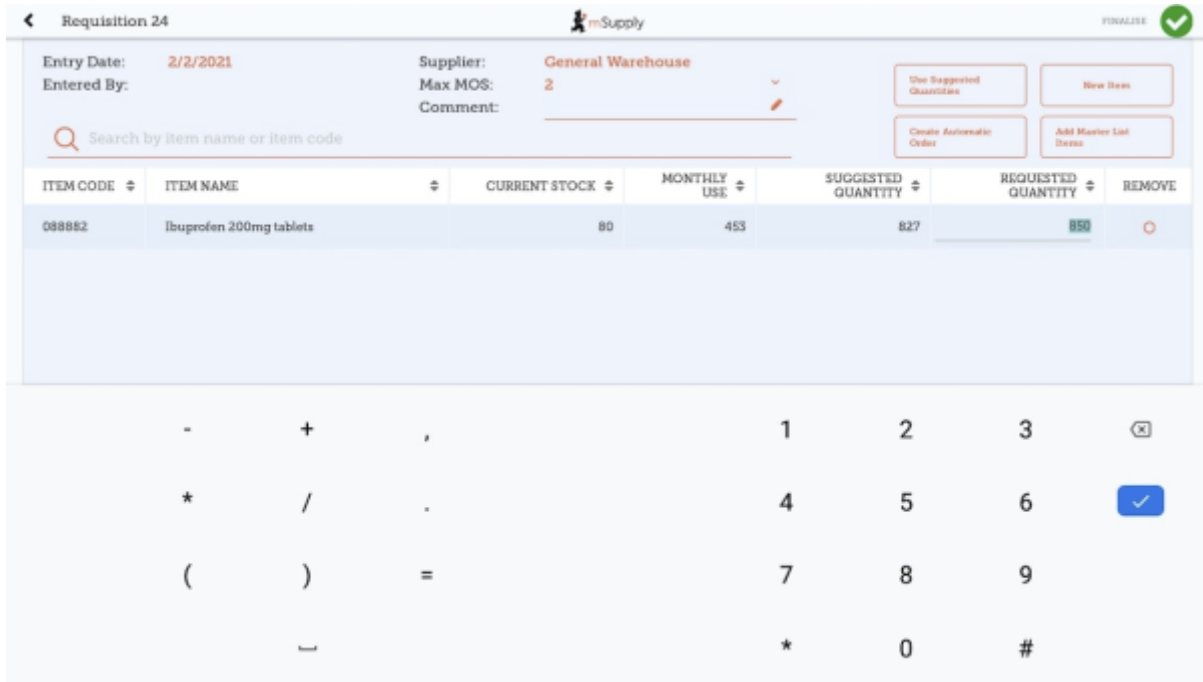 Requisition 24
mSupply
FINALISE
Entry Date: 2/2/2021
Entered By:
Supplier: General Warehouse
Max MOS: 2
Comment:
Use Suggested
Quantities
New Item
Create Automatic
Order
Add Master List
Items
Search by item name or item code
ITEM CODE ITEM NAME CURRENT STOCK MONTHLY USE SUGGESTED QUANTITY REQUESTED QUANTITY REMOVE
088882 Ibuprofen 200mg tablets 80 453 827 850
- + , 1 2 3
* / . 4 5 6
( ) = 7 8 9
* 0 #